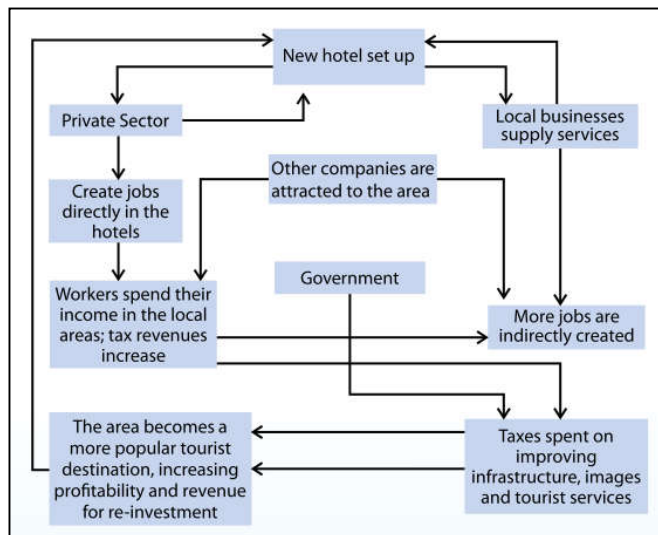 New hotel set up
Private Sector
Local businesses
supply services
Create jobs
directly in the
hotels
Other companies are
attracted to the area
Workers spend their
income in the local
areas; tax revenues
increase
Government
More jobs are
indirectly created
The area becomes a
more popular tourist
destination, increasing
profitability and revenue
for re-investment
Taxes spent on
improving
infrastructure, images
and tourist services